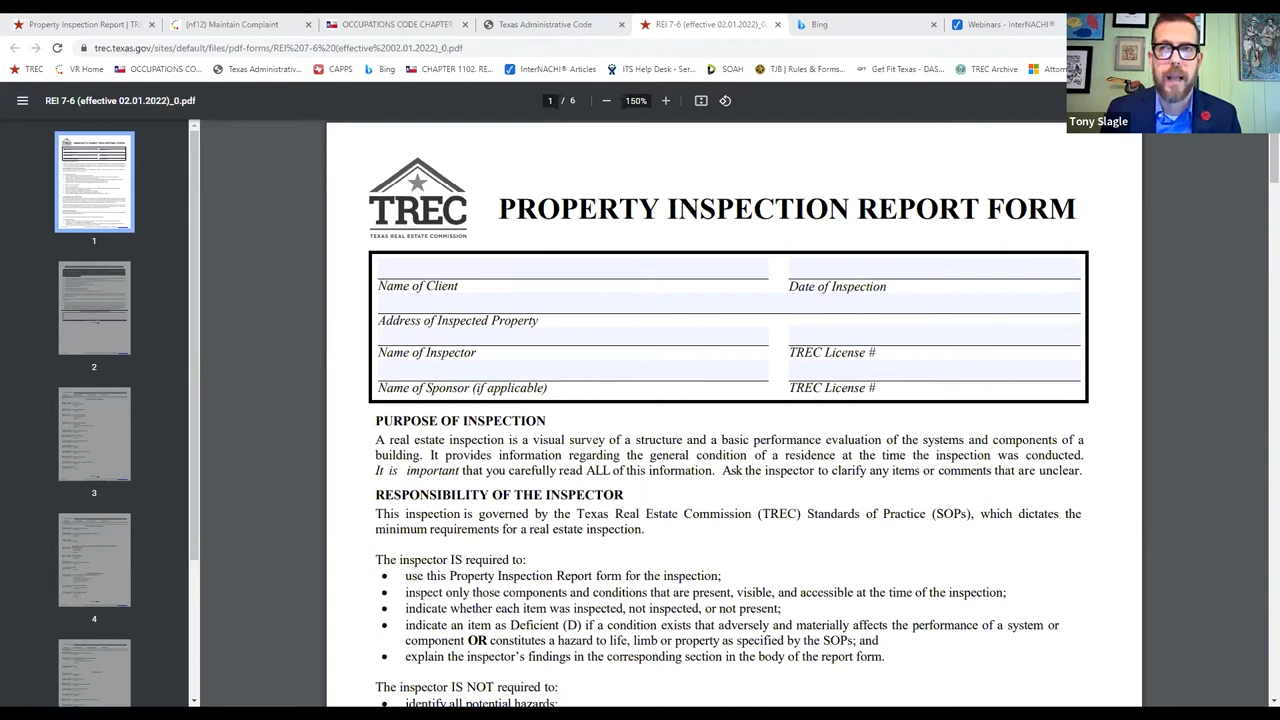 Property Inspection Report | TRE
(nf12) Maintain Complaint
OCCUPATIONS CODE CHAPTER
Texas Administrative Code
REI 7-6 (effective 02.01.2022)_0.
Bing
Webinars - InterNACHI®
trec.texas.gov/sites/default/files/pdf-forms/REI%207-6%20(effective%2002.01.2022)_0.pdf
TREC
VR Home
OCCUPATIONS CO...
Texas Administrativ...
CAPPS
bing
CHAPTER 1102. REA...
InterNACHI® Articles
ITS Help Desk - Ser...
SOAH
TJB | Rules & Forms...
Get Fit Texas - DAS...
TREC Archive
Attor
REI 7-6 (effective 02.01.2022)_0.pdf
1 / 6
150%
Tony Slagle
1
2
3
4
TREC
TEXAS REAL ESTATE COMMISSION
PROPERTY INSPECTION REPORT FORM
Name of Client
Date of Inspection
Address of Inspected Property
Name of Inspector
TREC License #
Name of Sponsor (if applicable)
TREC License #
PURPOSE OF INSPECTION
A real estate inspection is a visual survey of a structure and a basic performance evaluation of the systems and components of a
building. It provides information regarding the general condition of a residence at the time the inspection was conducted.
It is important that you carefully read ALL of this information. Ask the inspector to clarify any items or comments that are unclear.
RESPONSIBILITY OF THE INSPECTOR
This inspection is governed by the Texas Real Estate Commission (TREC) Standards of Practice (SOPs), which dictates the
minimum requirements for a real estate inspection.
The inspector IS required to:
• use this Property Inspection Report form for the inspection;
• inspect only those components and conditions that are present, visible, and accessible at the time of the inspection;
• indicate whether each item was inspected, not inspected, or not present;
• indicate an item as Deficient (D) if a condition exists that adversely and materially affects the performance of a system or
component OR constitutes a hazard to life, limb or property as specified by the SOPs; and
• explain the inspector's findings in the corresponding section in the body of the report form.
The inspector IS NOT required to:
• identify all potential hazards;